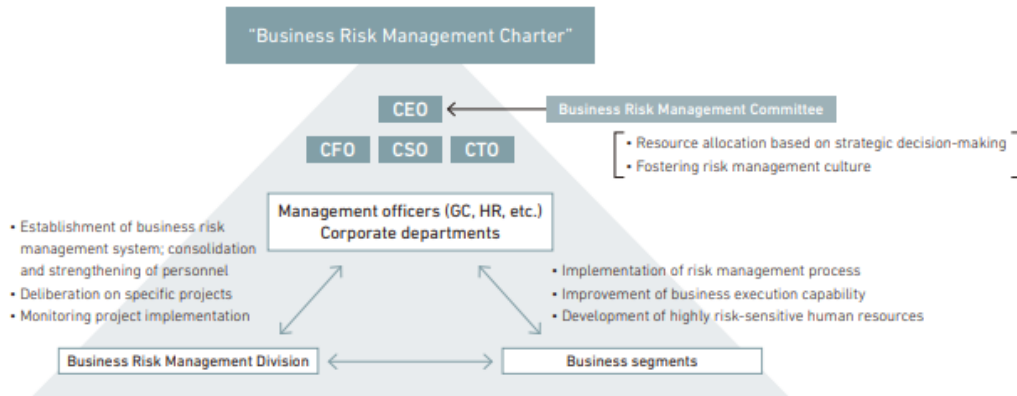 “Business Risk Management Charter”
CEO
Business Risk Management Committee
CFO
CSO
CTO
• Resource allocation based on strategic decision-making
• Fostering risk management culture
Management officers (GC, HR, etc.)
Corporate departments
• Establishment of business risk
management system; consolidation
and strengthening of personnel
• Deliberation on specific projects
• Monitoring project implementation
• Implementation of risk management process
• Improvement of business execution capability
• Development of highly risk-sensitive human resources
Business Risk Management Division
Business segments